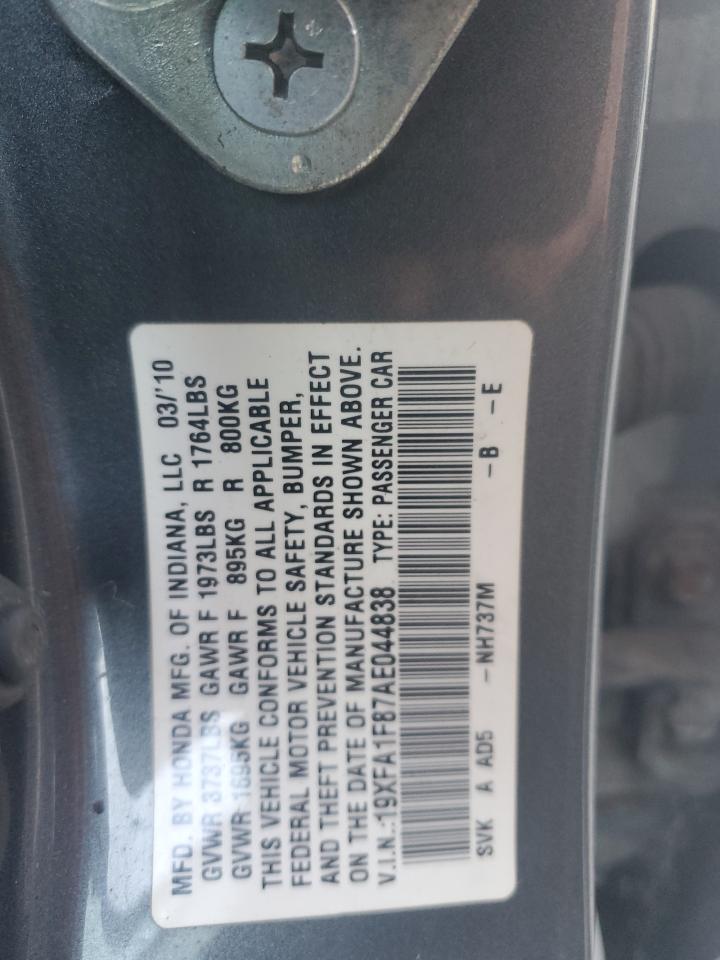 MFD. BY HONDA MFG. OF INDIANA, LLC 03/'10
GVWR 3737LBS GAWR F 1973LBS R 1764LBS
GVWR 1695KG GAWR F 895KG R 800KG
THIS VEHICLE CONFORMS TO ALL APPLICABLE
FEDERAL MOTOR VEHICLE SAFETY, BUMPER,
AND THEFT PREVENTION STANDARDS IN EFFECT
ON THE DATE OF MANUFACTURE SHOWN ABOVE.
V.I.N.:19XFA1F87AE044838 TYPE: PASSENGER CAR
SVK A AD5 -NH737M -B -E